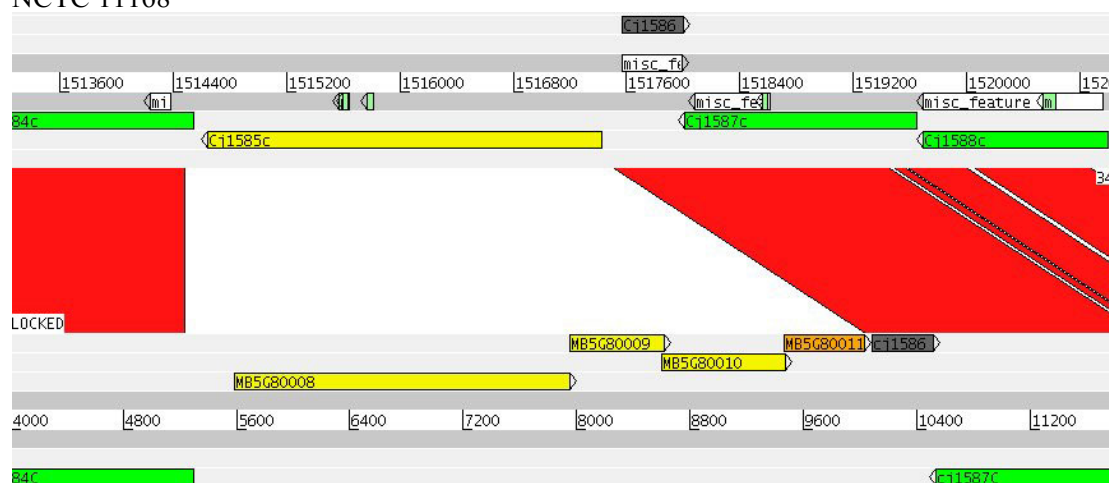 NCTC 11168
Cj1586
misc_fe
1513600 1514400 1515200 1516000 1516800 1517600 1518400 1519200 1520000 152
mi misc_fe misc_feature m
84c Cj1587c
Cj1585c Cj1588c
34
LOCKED
MB5G80009 MB5G80011 cj1586
MB5G80010
MB5G80008
4000 4800 5600 6400 7200 8000 8800 9600 10400 11200
84C cj1587C